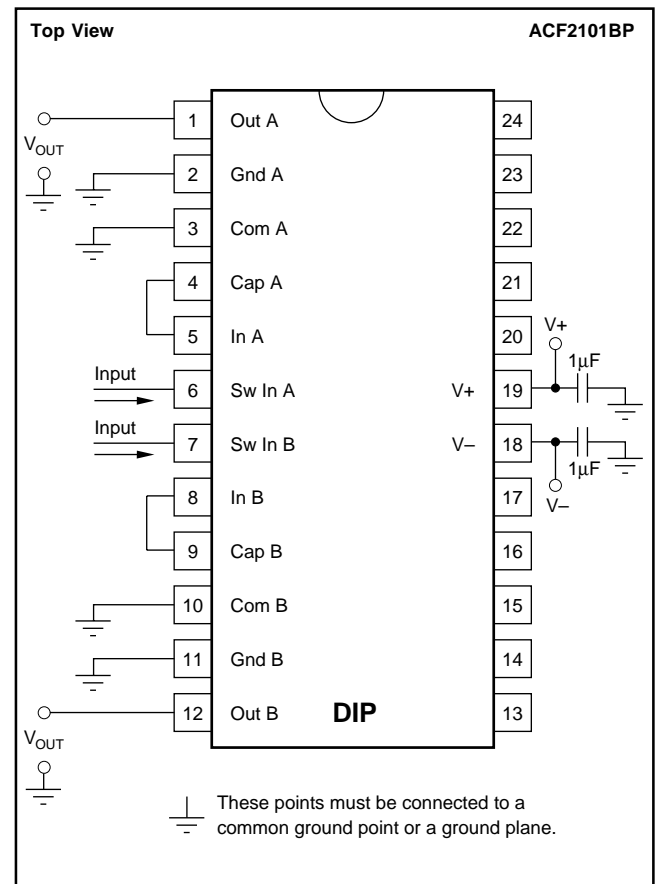 Top View ACF2101BP
1 Out A 24
V_OUT
2 Gnd A 23
3 Com A 22
4 Cap A 21
5 In A 20
V+
1µF
Input
6 Sw In A V+ 19
Input
7 Sw In B V– 18
1µF
V–
8 In B 17
9 Cap B 16
10 Com B 15
11 Gnd B 14
12 Out B DIP 13
V_OUT
These points must be connected to a
common ground point or a ground plane.